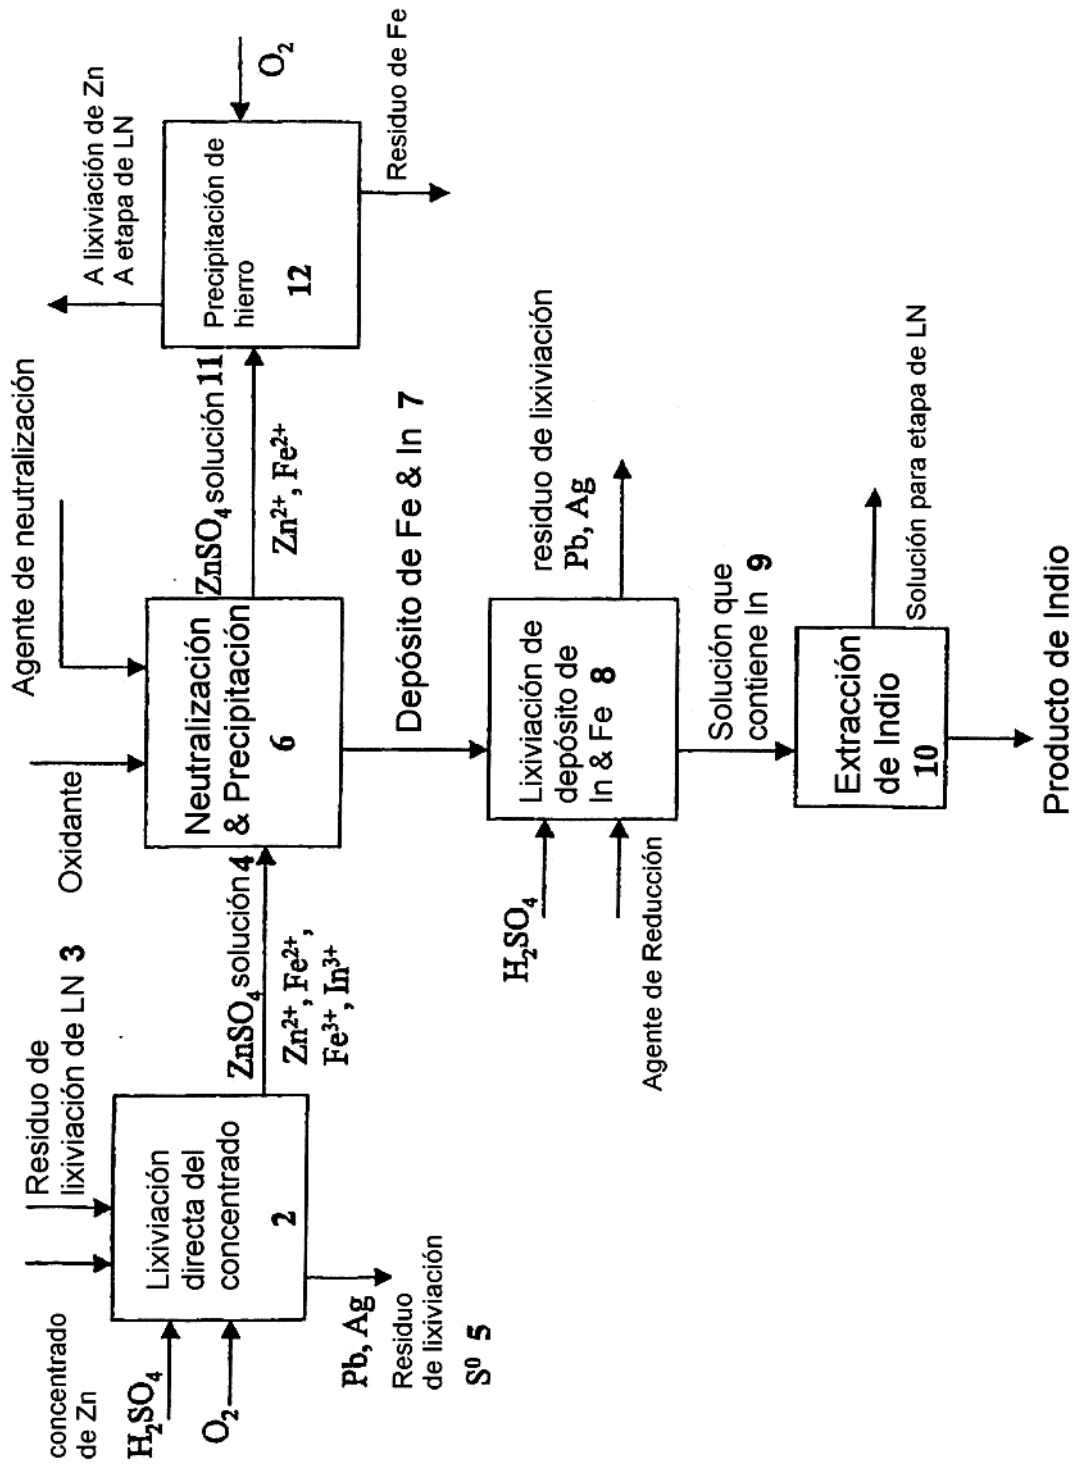 concentrado
de Zn
Residuo de
lixiviación de LN 3
H₂SO₄
O₂
Lixiviación
directa del
concentrado
2
Pb, Ag
Residuo
de lixiviación
S⁰ 5
ZnSO₄ solución 4
Zn²⁺, Fe²⁺,
Fe³⁺, In³⁺
Oxidante
Agente de neutralización
Neutralización
& Precipitación
6
ZnSO₄ solución 11
Zn²⁺, Fe²⁺
A lixiviación de Zn
A etapa de LN
Precipitación de
hierro
12
O₂
Residuo de Fe
Depósito de Fe & In 7
H₂SO₄
Agente de Reducción
Lixiviación de
depósito de
In & Fe 8
residuo de lixiviación
Pb, Ag
Solución que
contiene In 9
Extracción
de Indio
10
Solución para etapa de LN
Producto de Indio